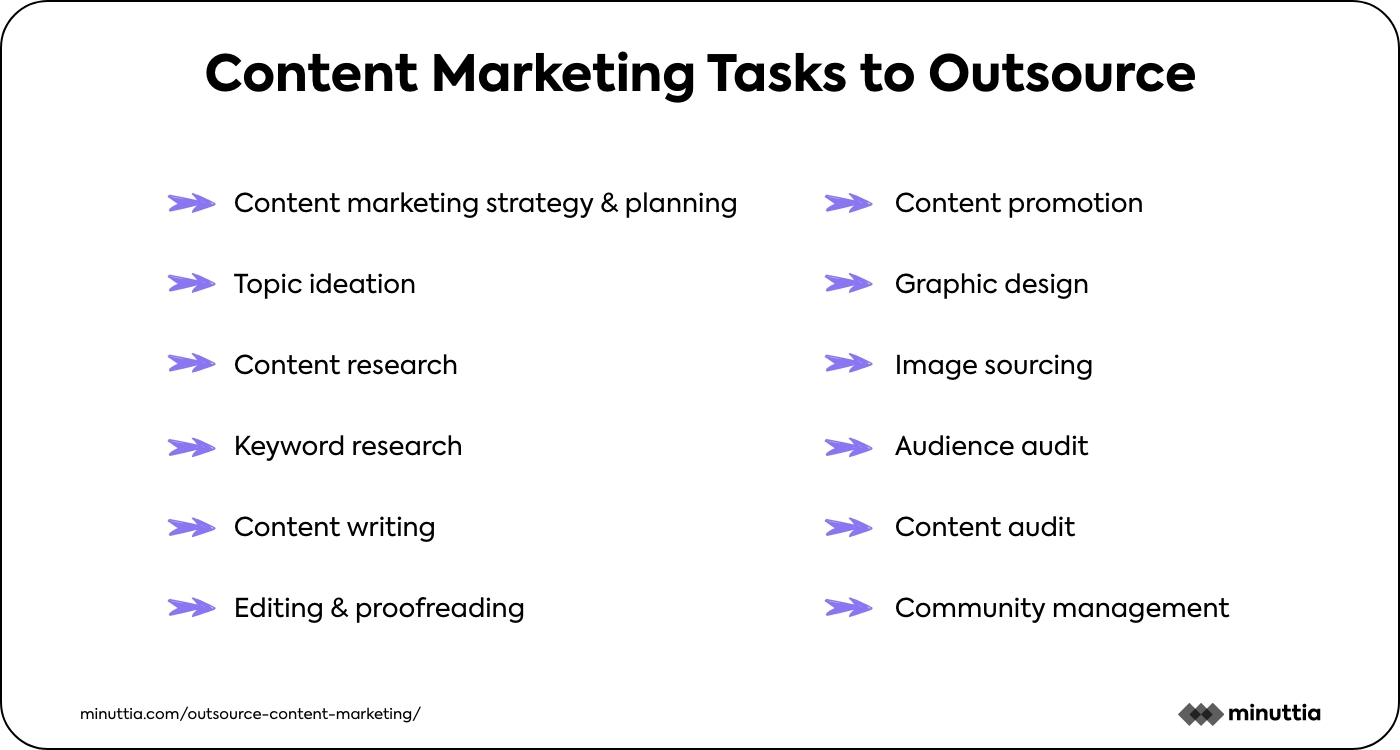 Content Marketing Tasks to Outsource
Content marketing strategy & planning
Topic ideation
Content research
Keyword research
Content writing
Editing & proofreading
Content promotion
Graphic design
Image sourcing
Audience audit
Content audit
Community management
minuttia.com/outsource-content-marketing/
minuttia